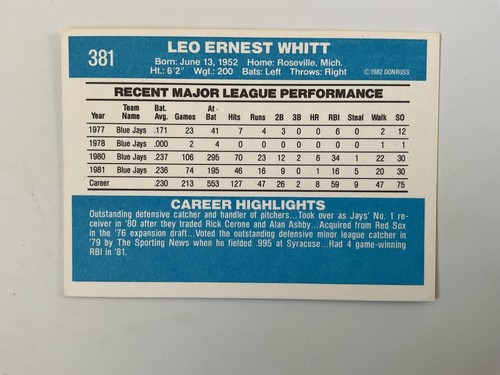 381
LEO ERNEST WHITT
Born: June 13, 1952 Home: Roseville, Mich.
Ht.: 6'2" Wgt.: 200 Bats: Left Throws: Right
© 1982 DONRUSS
RECENT MAJOR LEAGUE PERFORMANCE
Year Team Name Bat. Avg. Games At-Bat Hits Runs 2B 3B HR RBI Steal Walk SO
1977 Blue Jays .171 23 41 7 4 3 0 0 6 0 2 12
1978 Blue Jays .000 2 4 0 0 0 0 0 0 0 1 1
1980 Blue Jays .237 106 295 70 23 12 2 6 34 1 22 30
1981 Blue Jays .236 74 195 46 16 9 0 1 16 5 20 30
Career .230 213 553 127 47 26 2 8 59 9 47 75
CAREER HIGHLIGHTS
Outstanding defensive catcher and handler of pitchers...Took over as Jays' No. 1 re-
ceiver in '80 after they traded Rick Cerone and Alan Ashby...Acquired from Red Sox
in the '76 expansion draft...Voted the outstanding defensive minor league catcher in
'79 by The Sporting News when he fielded .995 at Syracuse...Had 4 game-winning
RBI in '81.